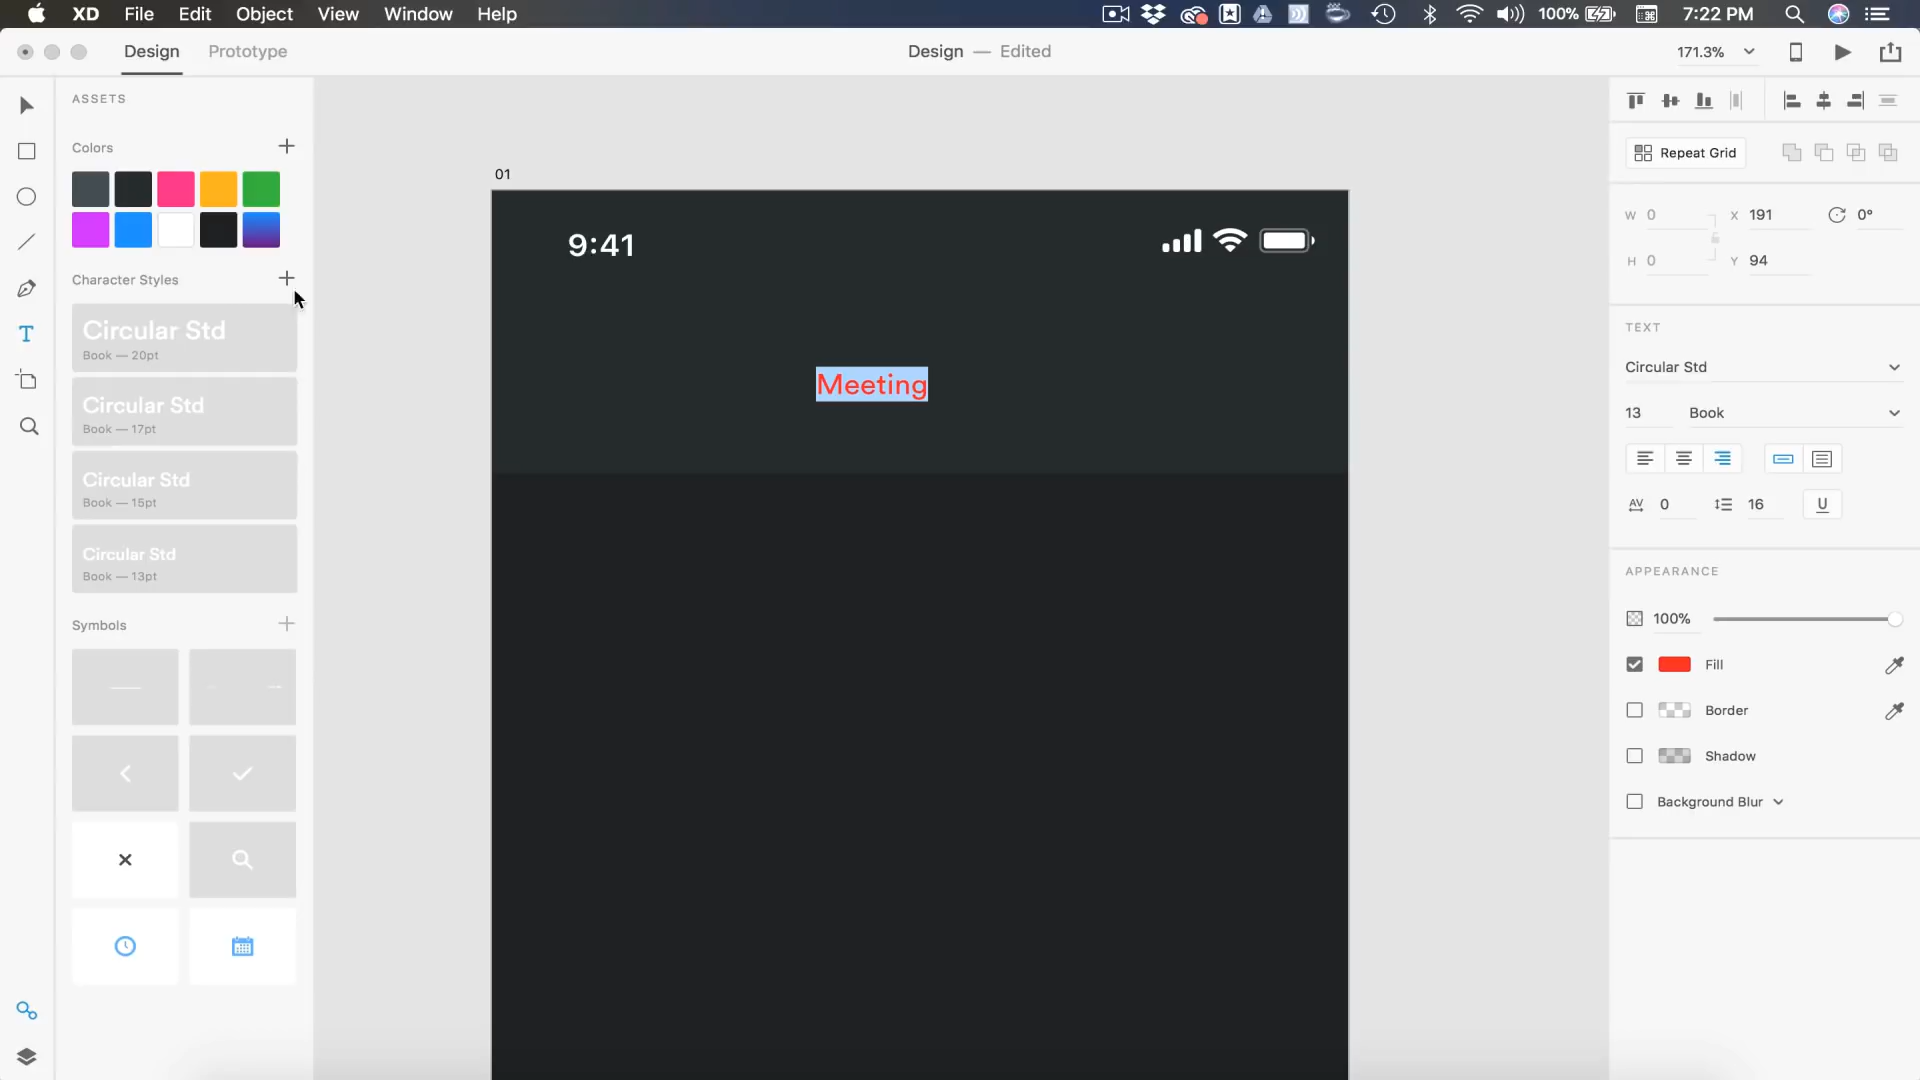 XD File Edit Object View Window Help 100% 7:22 PM
Design Prototype Design — Edited 171.3%
ASSETS
Colors
Character Styles
Circular Std
Book — 20pt
Circular Std
Book — 17pt
Circular Std
Book — 15pt
Circular Std
Book — 13pt
Symbols
01
9:41
Meeting
Repeat Grid
W 0 X 191 0°
H 0 Y 94
TEXT
Circular Std
13 Book
AV 0 16 U
APPEARANCE
100%
Fill
Border
Shadow
Background Blur
T